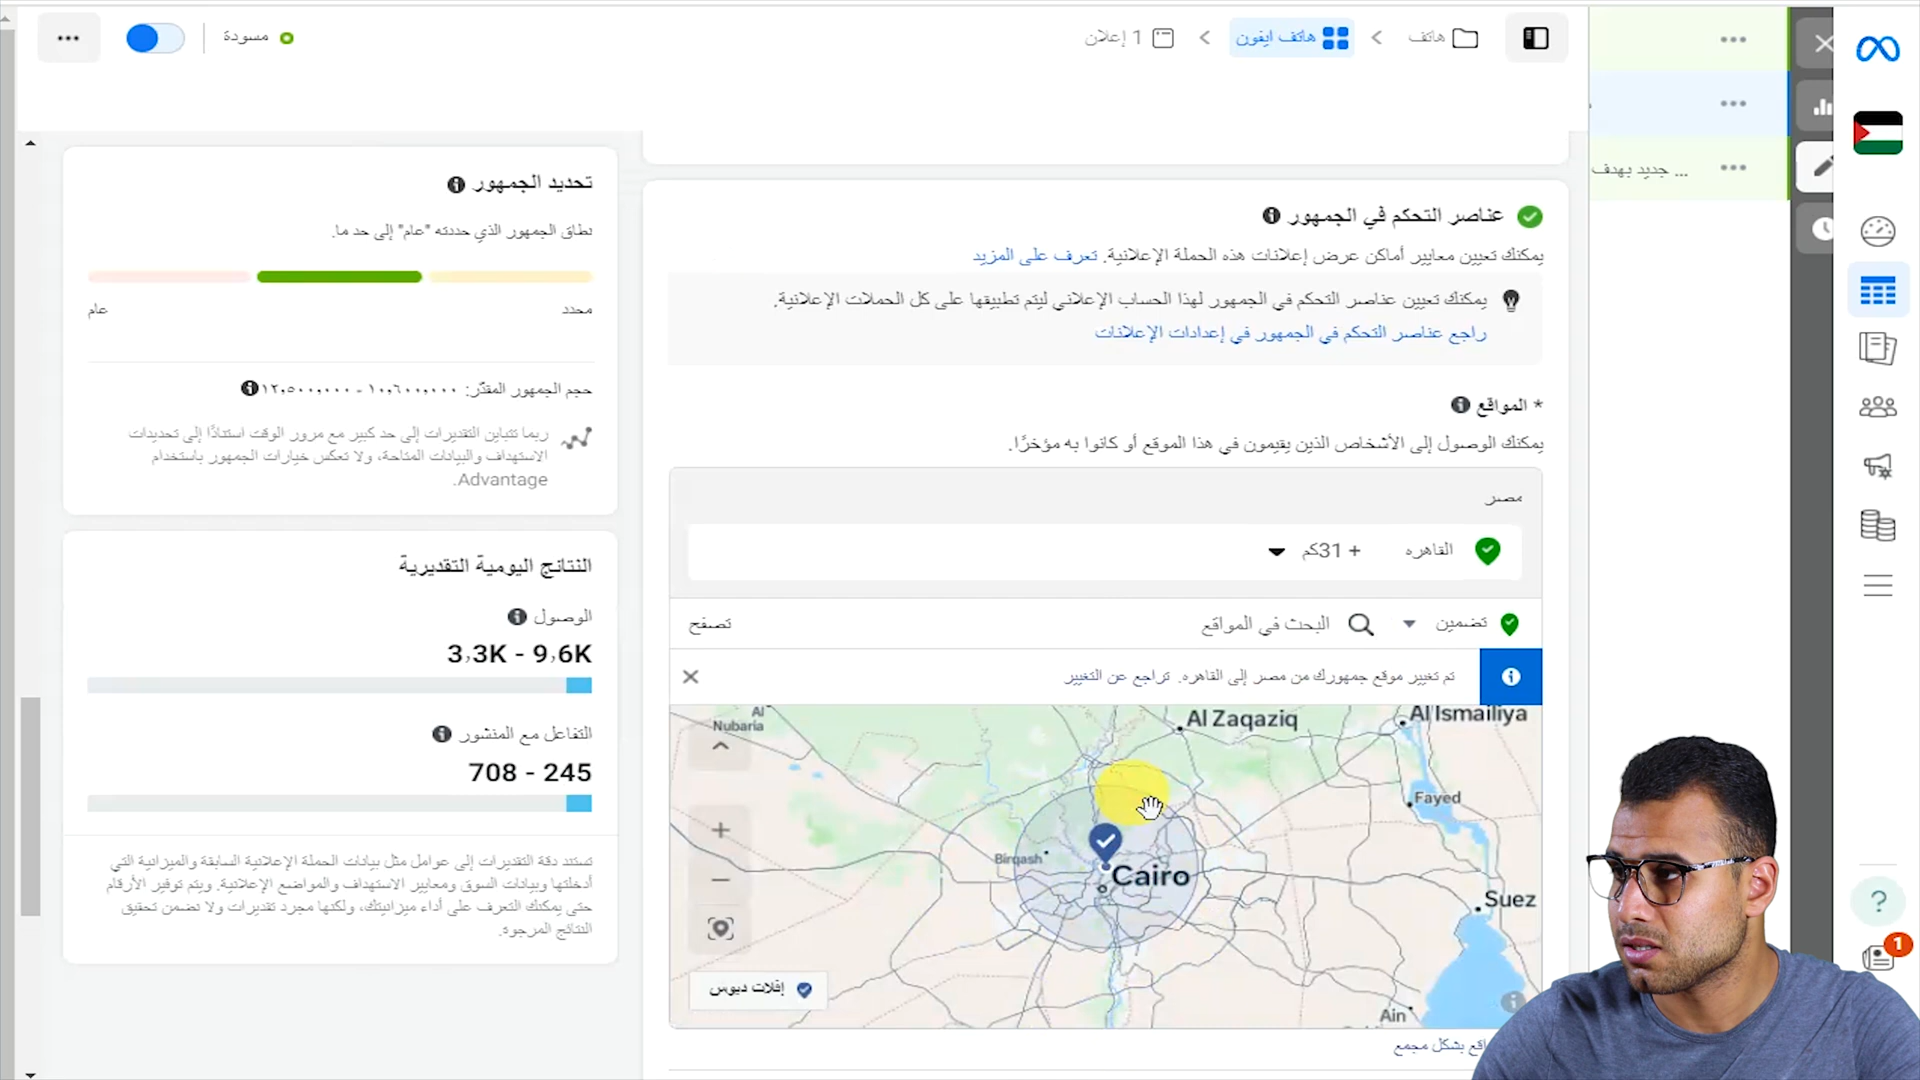 هاتف
هاتف ايفون
1 إعلان
مسودة
... جديد بهدف
عناصر التحكم في الجمهور
يمكنك تعيين معايير أماكن عرض إعلانات هذه الحملة الإعلانية. تعرف على المزيد
يمكنك تعيين عناصر التحكم في الجمهور لهذا الحساب الإعلاني ليتم تطبيقها على كل الحملات الإعلانية.
راجع عناصر التحكم في الجمهور في إعدادات الإعلانات
* المواقع
يمكنك الوصول إلى الأشخاص الذين يقيمون في هذا الموقع أو كانوا به مؤخرًا.
مصر
القاهره
+ 31كم
تضمين
البحث في المواقع
تصفح
تم تغيير موقع جمهورك من مصر إلى القاهره. تراجع عن التغيير
Al Nubaria
Al Zaqaziq
Al Ismailiya
Fayed
Birqash
Cairo
Suez
Ain
إفلات دبوس
بشكل مجمع
تحديد الجمهور
نطاق الجمهور الذي حددته "عام" إلى حد ما.
محدد
عام
حجم الجمهور المقدّر: ١٠,٦٠٠,٠٠٠ - ١٢,٥٠٠,٠٠٠
ربما تتباين التقديرات إلى حد كبير مع مرور الوقت استنادًا إلى تحديدات
الاستهداف والبيانات المتاحة، ولا تعكس خيارات الجمهور باستخدام
Advantage.
النتائج اليومية التقديرية
الوصول
3,3K - 9,6K
التفاعل مع المنشور
708 - 245
تستند دقة التقديرات إلى عوامل مثل بيانات الحملة الإعلانية السابقة والميزانية التي
أدخلتها وبيانات السوق ومعايير الاستهداف والمواضع الإعلانية. ويتم توفير الأرقام
حتى يمكنك التعرف على أداء ميزانيتك، ولكنها مجرد تقديرات ولا تضمن تحقيق
النتائج المرجوة.
1